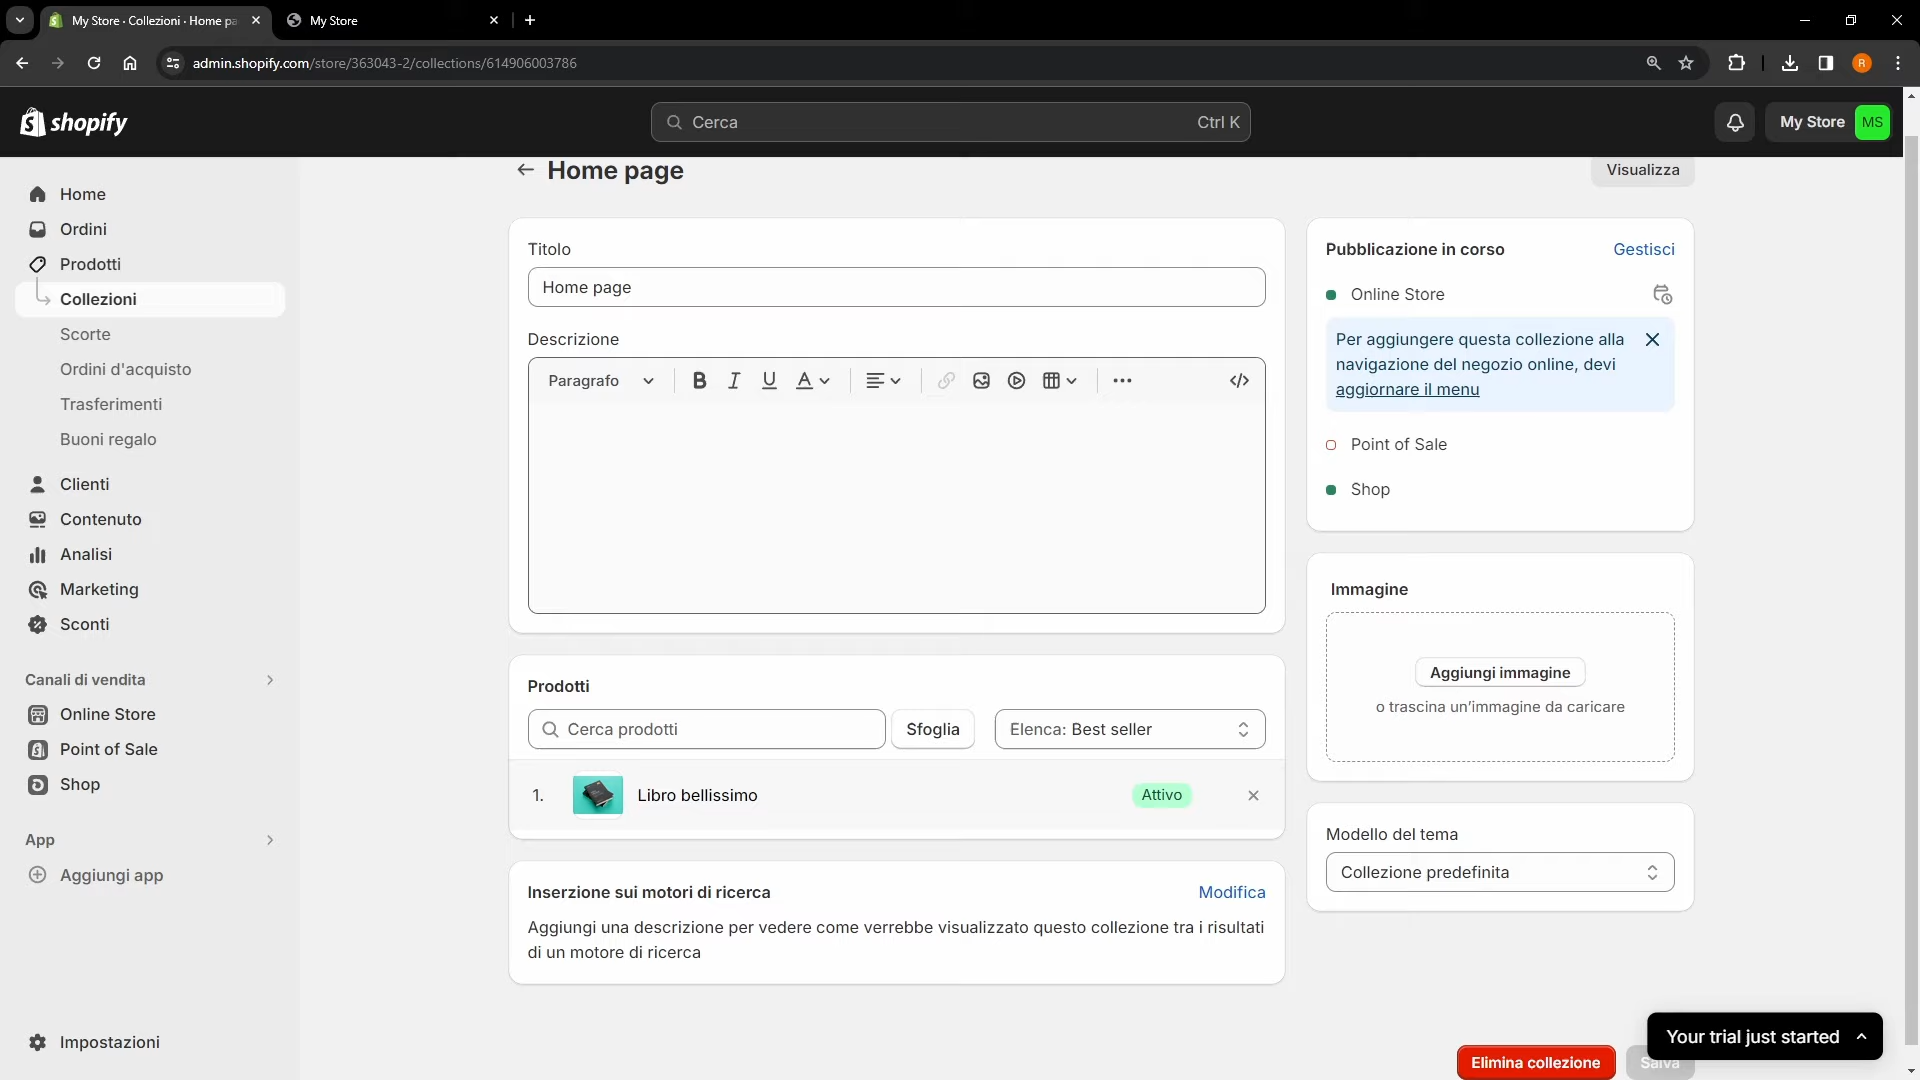 My Store · Collezioni · Home pa
My Store
admin.shopify.com/store/363043-2/collections/614906003786
R
shopify
Cerca
Ctrl K
My Store
MS
Home
Ordini
Prodotti
Collezioni
Scorte
Ordini d'acquisto
Trasferimenti
Buoni regalo
Clienti
Contenuto
Analisi
Marketing
Sconti
Canali di vendita
Online Store
Point of Sale
Shop
App
Aggiungi app
Impostazioni
Home page
Visualizza
Titolo
Home page
Descrizione
Paragrafo
B I U A
Prodotti
Cerca prodotti
Sfoglia
Elenca: Best seller
1.
Libro bellissimo
Attivo
Inserzione sui motori di ricerca
Modifica
Aggiungi una descrizione per vedere come verrebbe visualizzato questo collezione tra i risultati
di un motore di ricerca
Pubblicazione in corso
Gestisci
Online Store
Per aggiungere questa collezione alla
navigazione del negozio online, devi
aggiornare il menu
Point of Sale
Shop
Immagine
Aggiungi immagine
o trascina un'immagine da caricare
Modello del tema
Collezione predefinita
Your trial just started
Elimina collezione
Salva